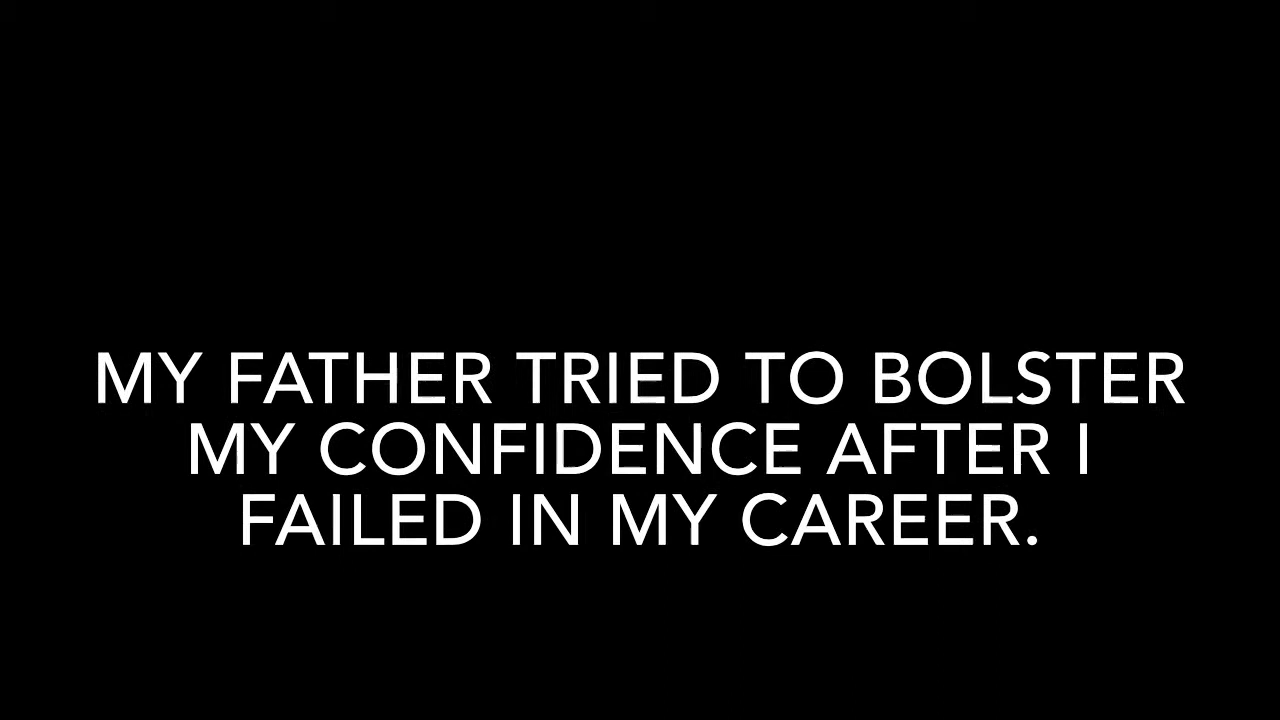 MY FATHER TRIED TO BOLSTER
MY CONFIDENCE AFTER I
FAILED IN MY CAREER.